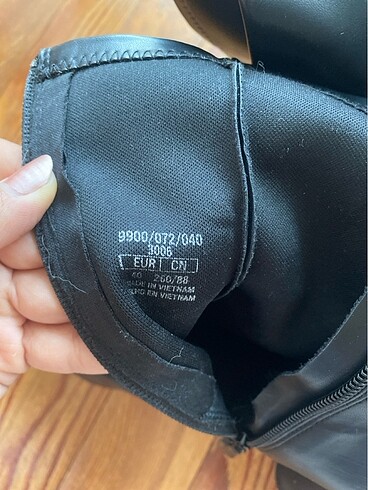 9900/072/040
3006
EUR CN
40 260/88
MADE IN VIETNAM
HECHO EN VIETNAM